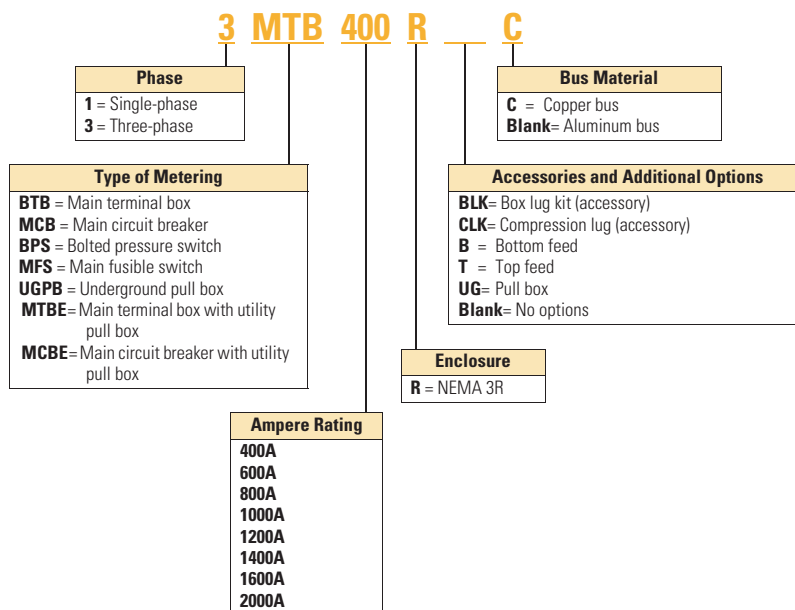 3 MTB 400 R __ C
Phase
1 = Single-phase
3 = Three-phase
Bus Material
C = Copper bus
Blank= Aluminum bus
Type of Metering
BTB = Main terminal box
MCB = Main circuit breaker
BPS = Bolted pressure switch
MFS = Main fusible switch
UGPB = Underground pull box
MTBE= Main terminal box with utility
pull box
MCBE= Main circuit breaker with utility
pull box
Accessories and Additional Options
BLK= Box lug kit (accessory)
CLK= Compression lug (accessory)
B = Bottom feed
T = Top feed
UG= Pull box
Blank= No options
Enclosure
R = NEMA 3R
Ampere Rating
400A
600A
800A
1000A
1200A
1400A
1600A
2000A